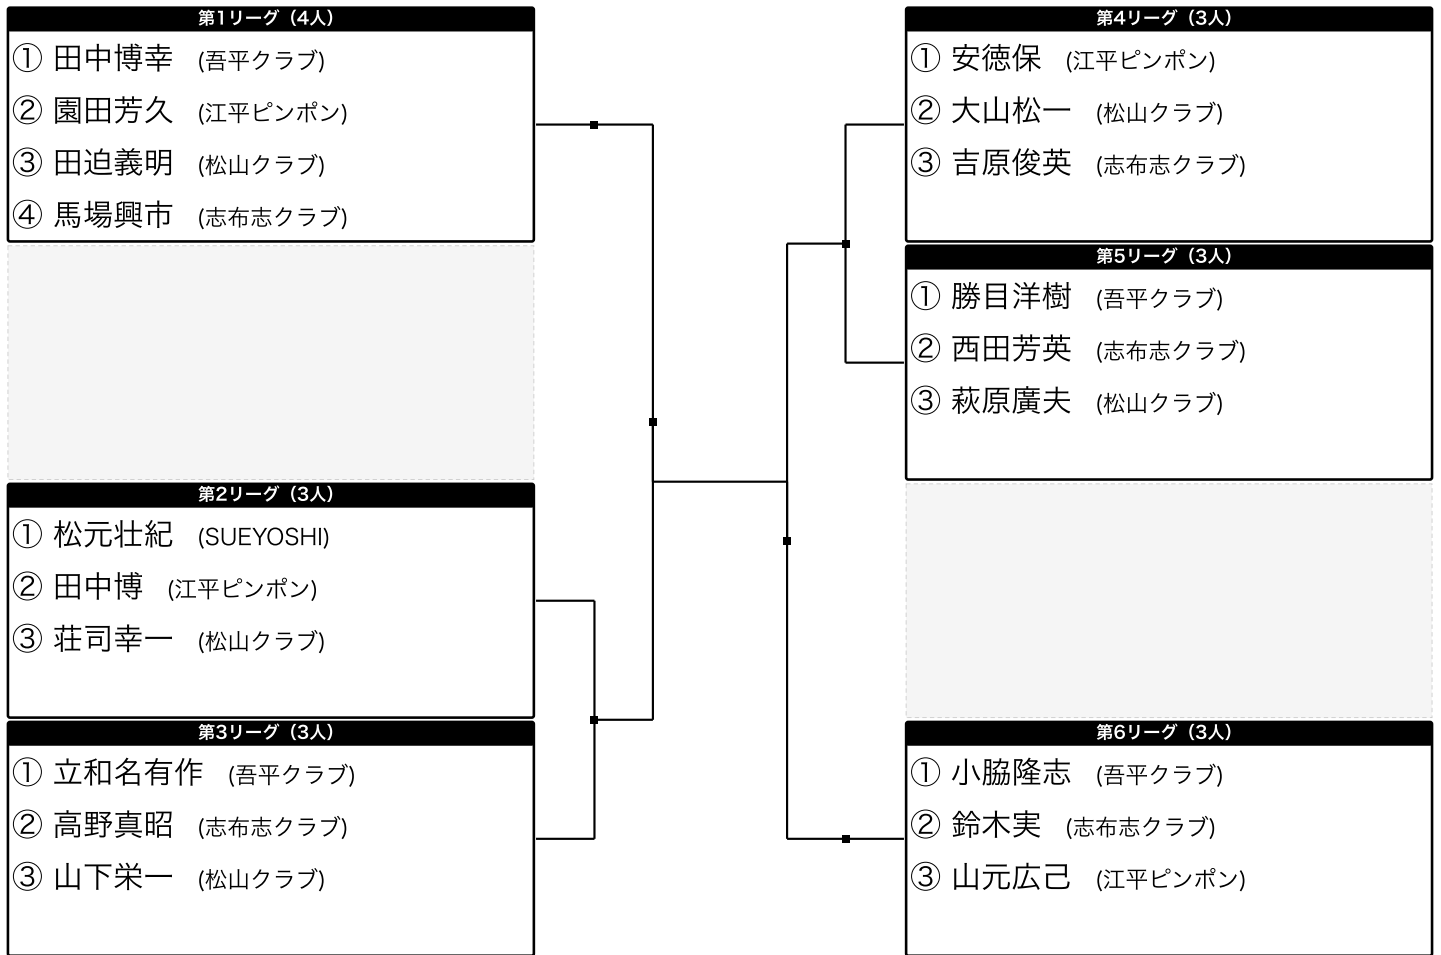 第1リーグ（4人）
① 田中博幸 (吾平クラブ)
② 園田芳久 (江平ピンポン)
③ 田迫義明 (松山クラブ)
④ 馬場興市 (志布志クラブ)
第2リーグ（3人）
① 松元壮紀 (SUEYOSHI)
② 田中博 (江平ピンポン)
③ 荘司幸一 (松山クラブ)
第3リーグ（3人）
① 立和名有作 (吾平クラブ)
② 高野真昭 (志布志クラブ)
③ 山下栄一 (松山クラブ)
第4リーグ（3人）
① 安徳保 (江平ピンポン)
② 大山松一 (松山クラブ)
③ 吉原俊英 (志布志クラブ)
第5リーグ（3人）
① 勝目洋樹 (吾平クラブ)
② 西田芳英 (志布志クラブ)
③ 萩原廣夫 (松山クラブ)
第6リーグ（3人）
① 小脇隆志 (吾平クラブ)
② 鈴木実 (志布志クラブ)
③ 山元広己 (江平ピンポン)